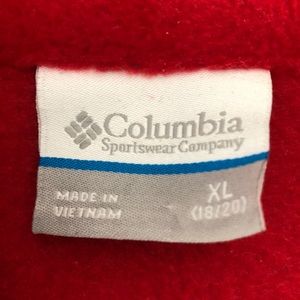 Columbia
Sportswear Company
MADE IN
VIETNAM
XL
(18/20)